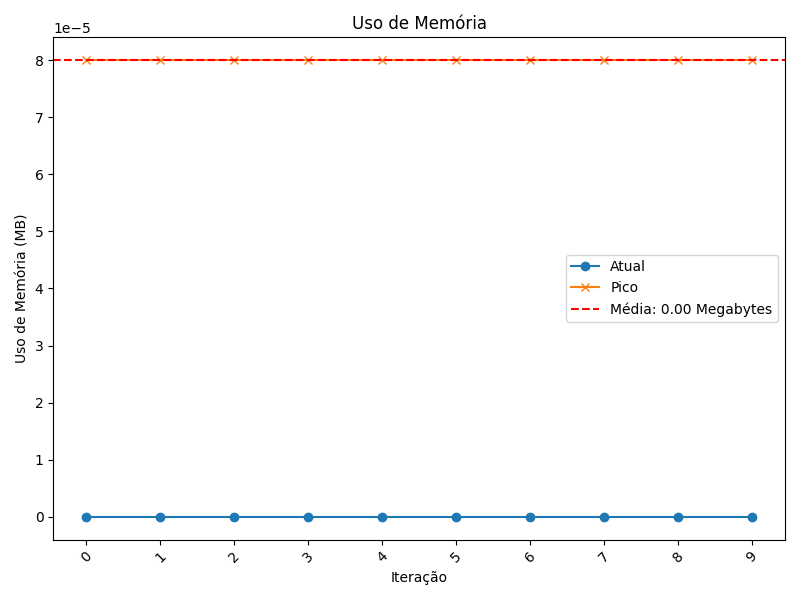 Uso de Memória
1e−5
8
7
6
5
4
3
2
1
0
Uso de Memória (MB)
Atual
Pico
Média: 0.00 Megabytes
0 1 2 3 4 5 6 7 8 9
Iteração